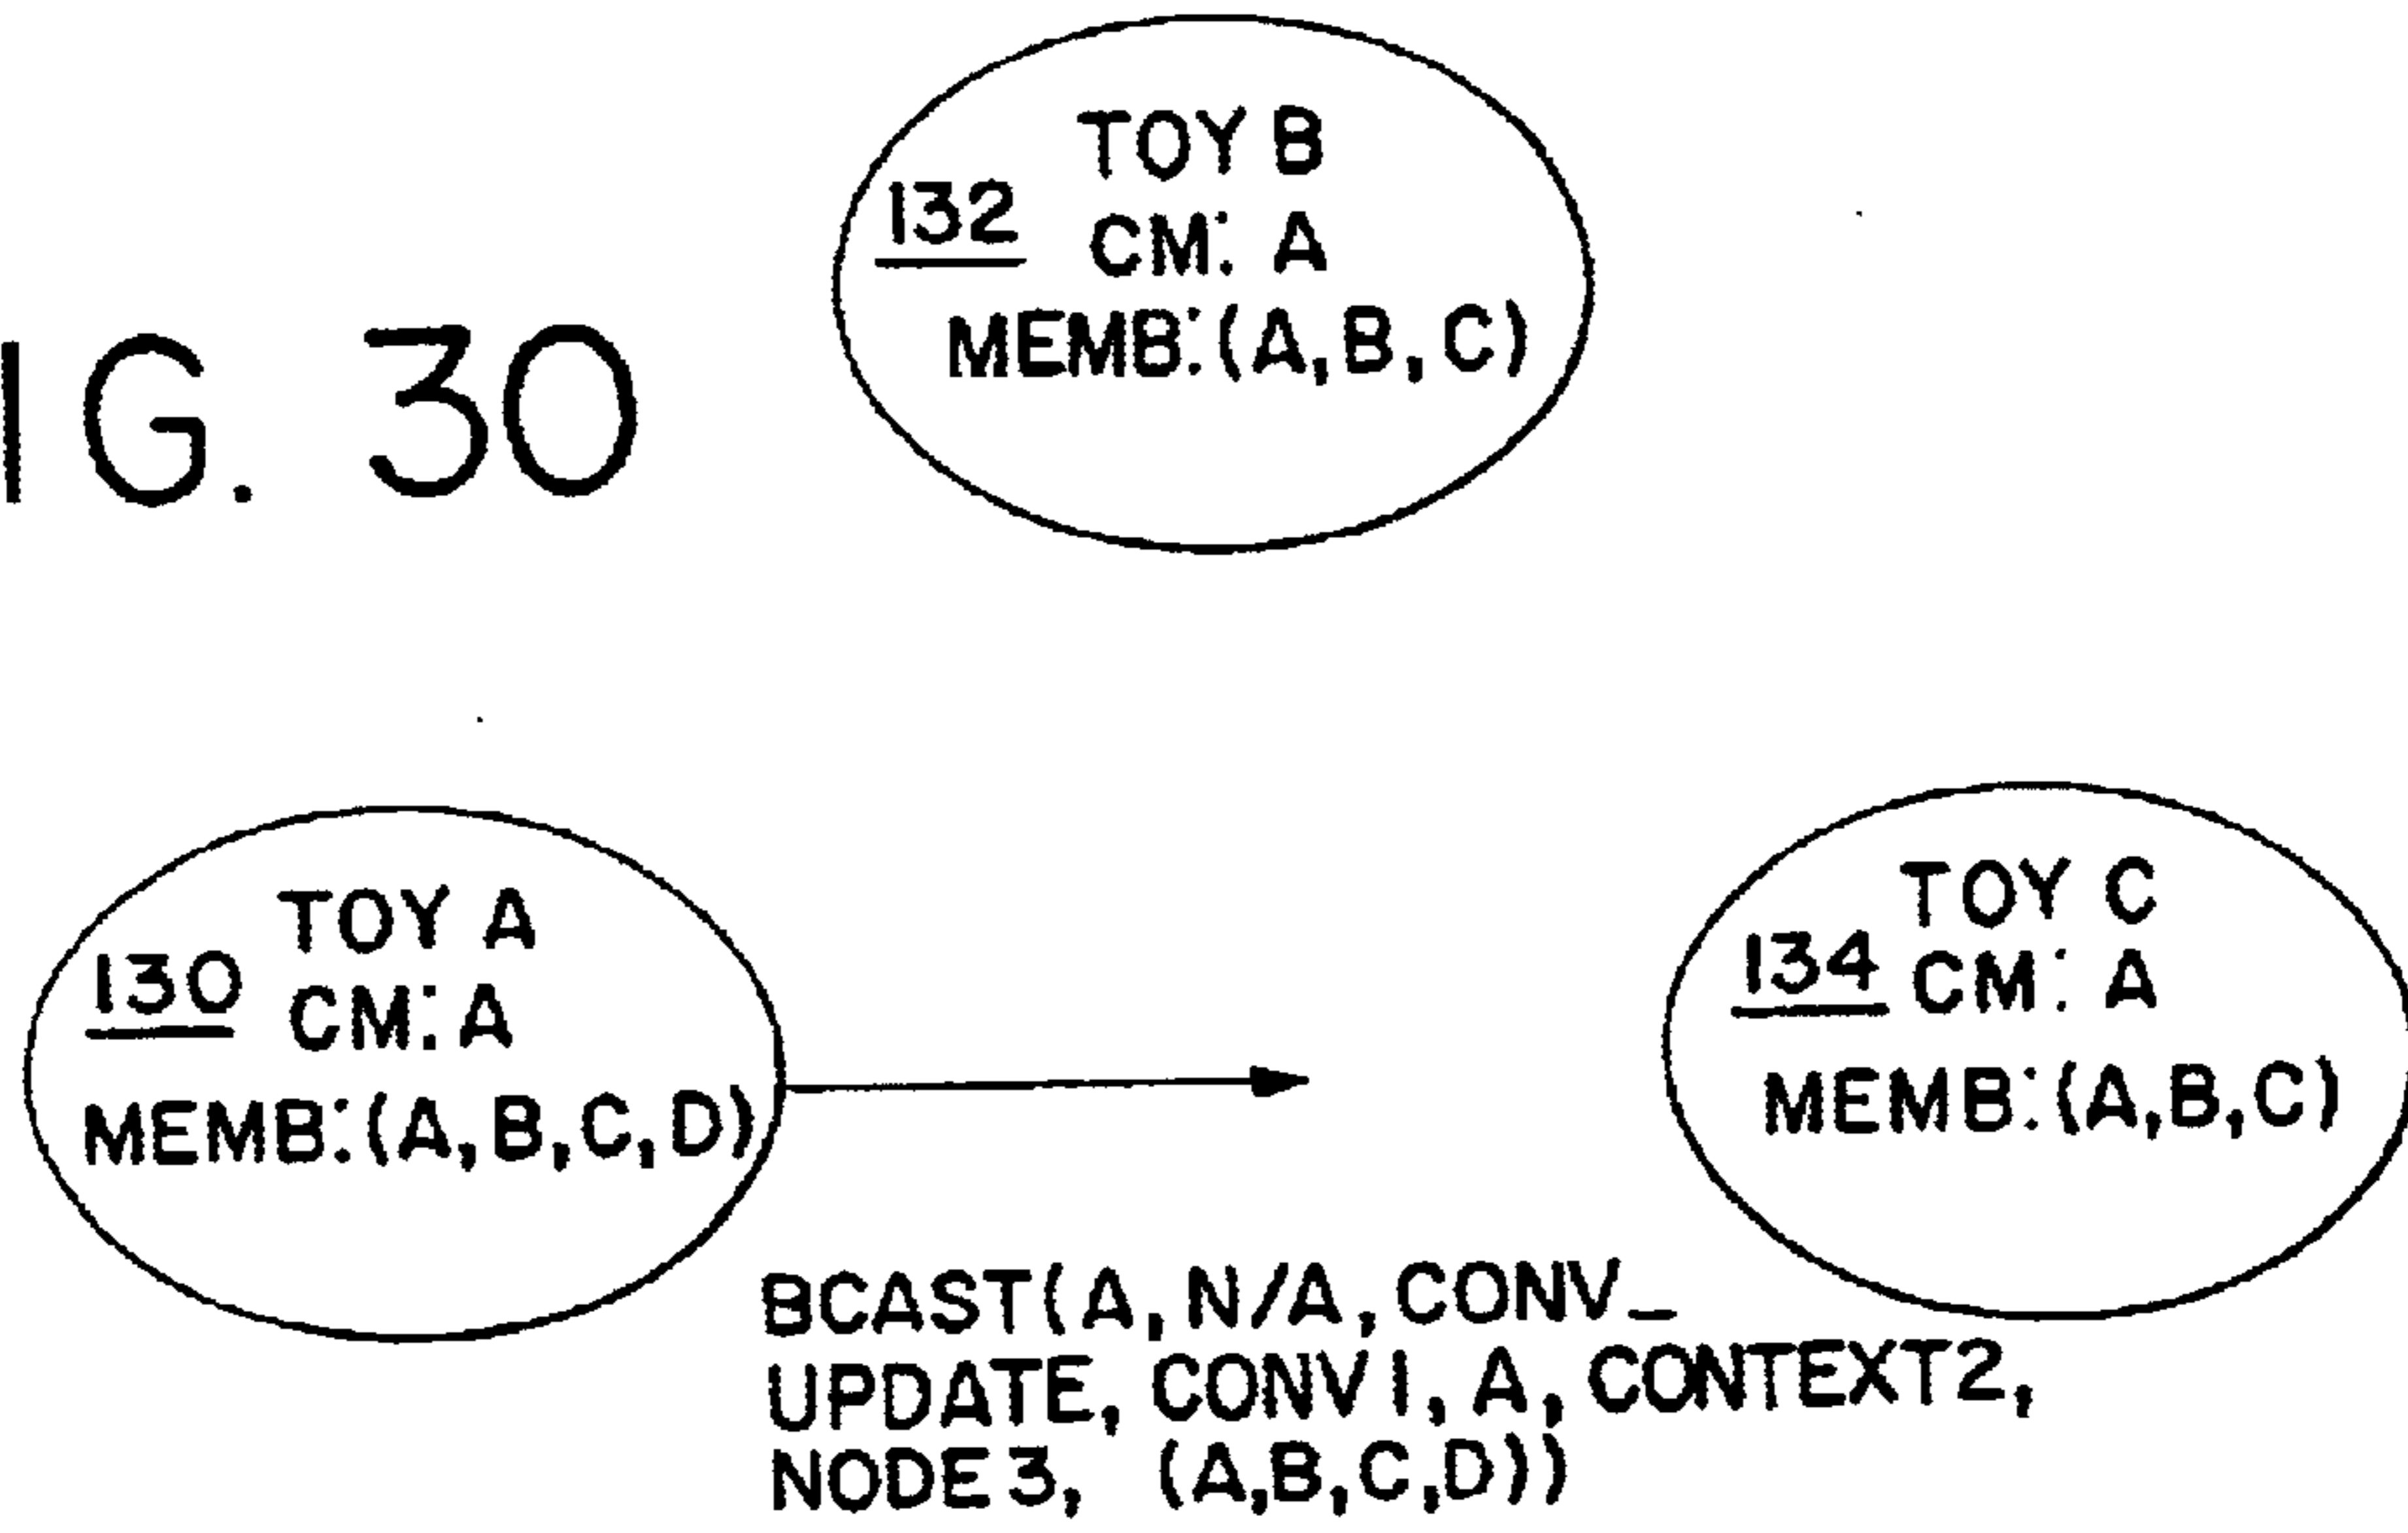 IG. 30
TOY B
132
CM: A
MEMB:(A,B,C)
TOY A
130
CM: A
MEMB:(A,B,C,D)
TOY C
134
CM: A
MEMB:(A,B,C)
BCAST(A, N/A, CONV_
UPDATE, CONV1, A, CONTEXT2,
NODE3, (A,B,C,D))